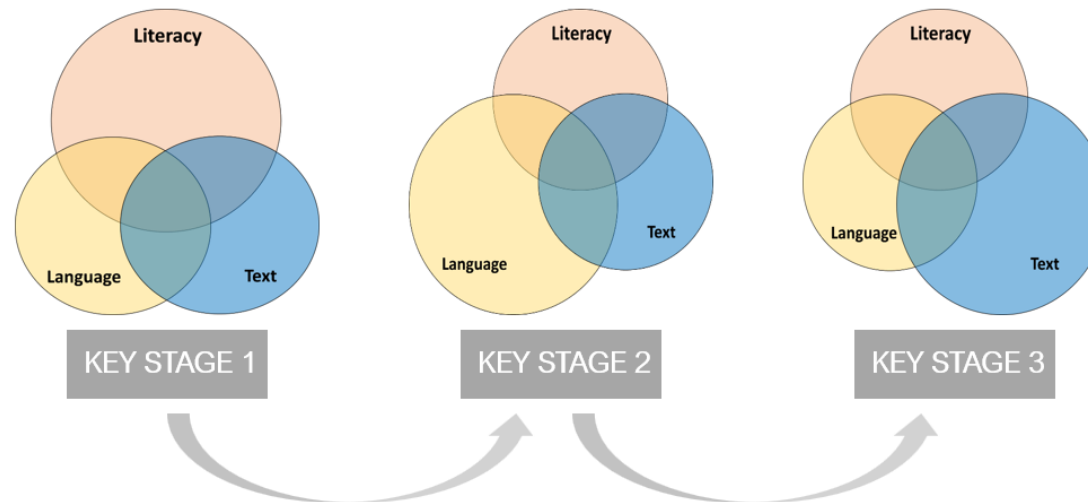 Literacy
Language
Text
KEY STAGE 1
Literacy
Language
Text
KEY STAGE 2
Literacy
Language
Text
KEY STAGE 3